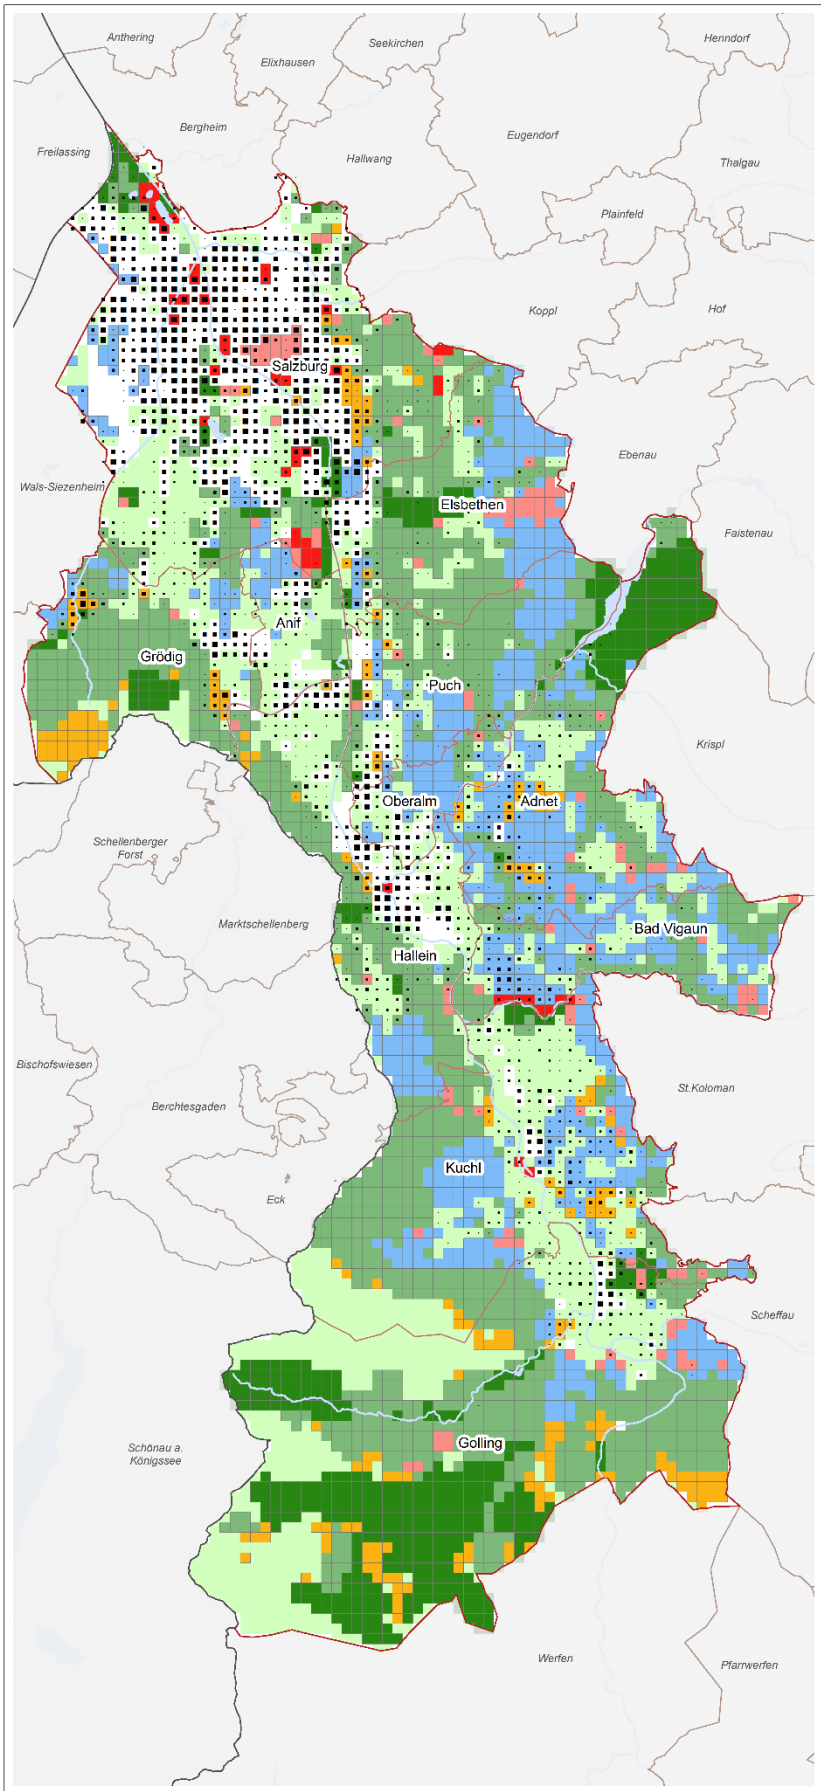 Anthering
Seekirchen
Henndorf
Elixhausen
Bergheim
Eugendorf
Freilassing
Hallwang
Thalgau
Plainfeld
Koppl
Hof
Salzburg
Ebenau
Wals-Siezenheim
Elsbethen
Faistenau
Anif
Grödig
Puch
Krispl
Oberalm
Adnet
Schellenberger
Forst
Marktschellenberg
Bad Vigaun
Hallein
Bischofswiesen
St.Koloman
Berchtesgaden
Kuchl
Eck
Scheffau
Golling
Schönau a.
Königssee
Werfen
Pfarrwerfen